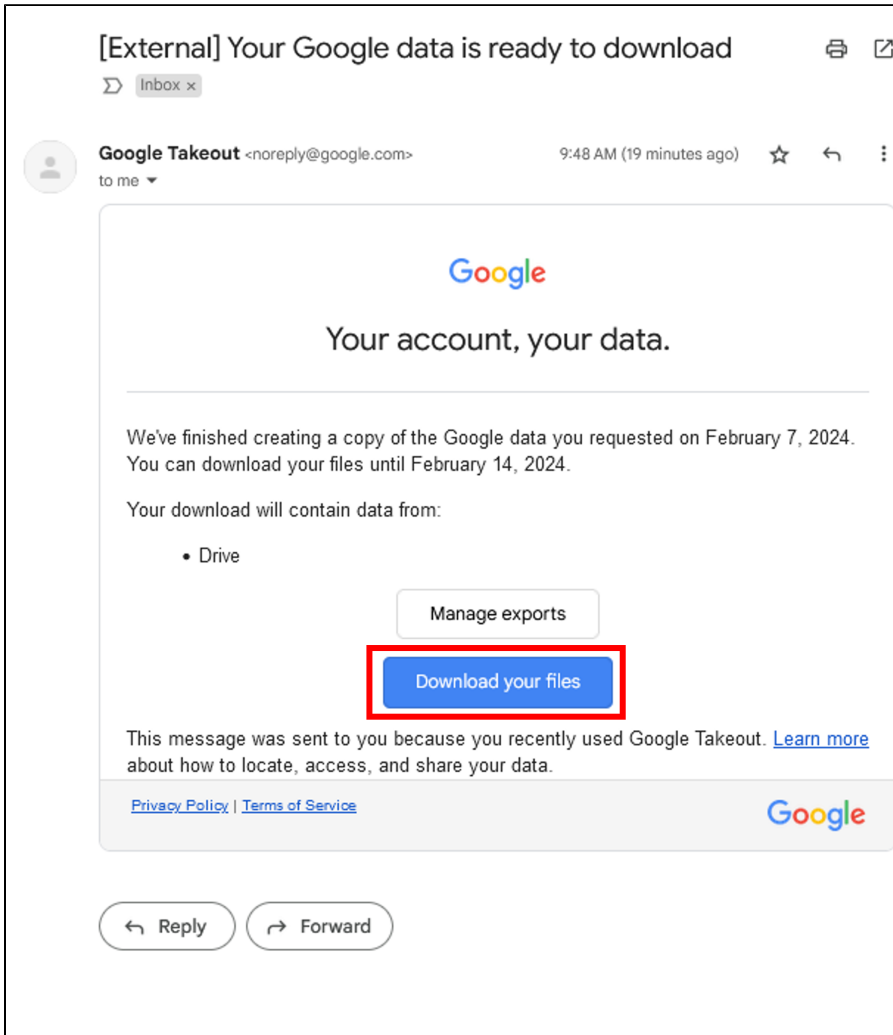 [External] Your Google data is ready to download
Inbox ×
Google Takeout <noreply@google.com>
9:48 AM (19 minutes ago)
to me
Google
Your account, your data.
We've finished creating a copy of the Google data you requested on February 7, 2024.
You can download your files until February 14, 2024.
Your download will contain data from:
• Drive
Manage exports
Download your files
This message was sent to you because you recently used Google Takeout. Learn more
about how to locate, access, and share your data.
Privacy Policy | Terms of Service
Google
Reply
Forward